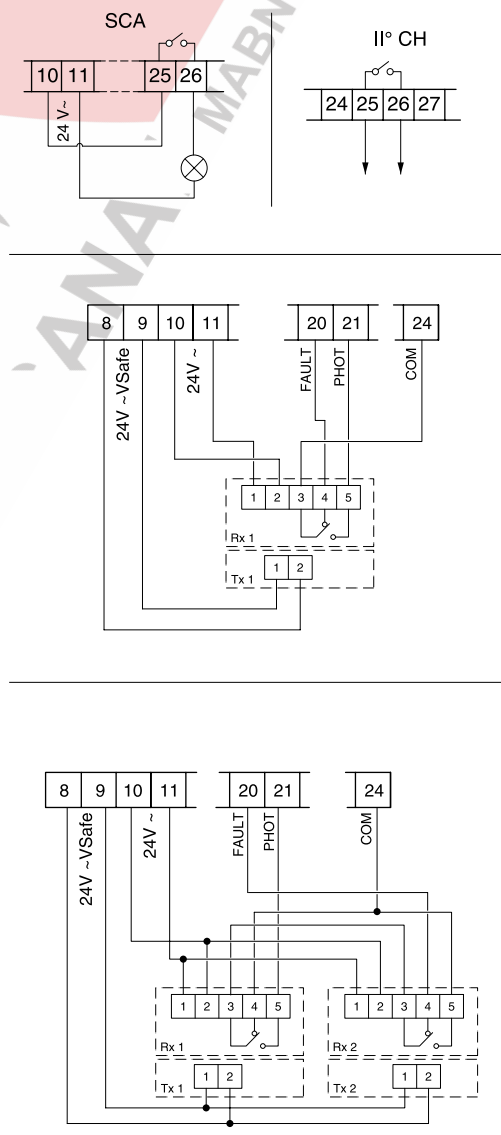 SCA
II° CH
10 11 25 26
24 V~
24 25 26 27
MABN
ANA
8 9 10 11 20 21 24
24V ~VSafe
24V ~
FAULT
PHOT
COM
1 2 3 4 5
Rx 1
1 2
Tx 1
8 9 10 11 20 21 24
24V ~VSafe
24V ~
FAULT
PHOT
COM
1 2 3 4 5
1 2 3 4 5
Rx 1
Rx 2
1 2
1 2
Tx 1
Tx 2